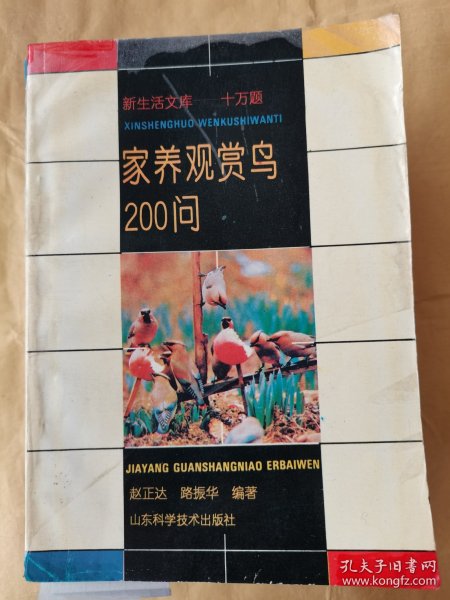 新生活文库——十万题
XINSHENGHUO WENKUSHIWANTI
家养观赏鸟
200问
JIAYANG GUANSHANGNIAO ERBAIWEN
赵正达 路振华 编著
山东科学技术出版社
孔夫子旧书网
www.kongfz.com